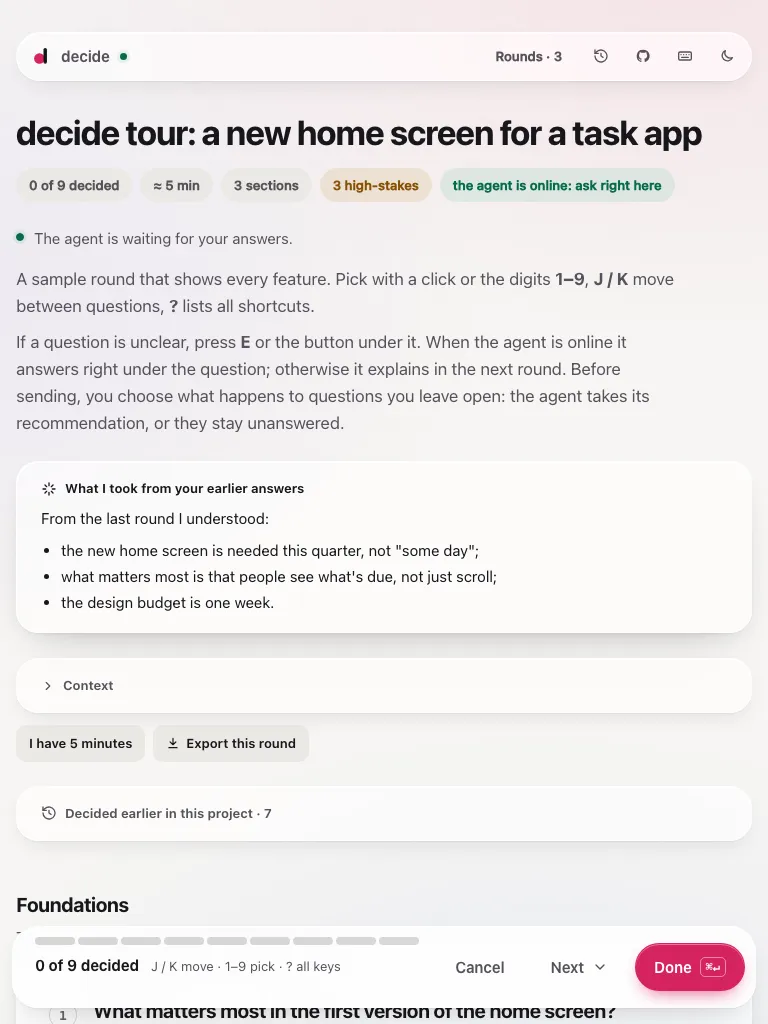 decide
Rounds · 3
decide tour: a new home screen for a task app
0 of 9 decided
≈ 5 min
3 sections
3 high-stakes
the agent is online: ask right here
The agent is waiting for your answers.
A sample round that shows every feature. Pick with a click or the digits 1–9, J / K move
between questions, ? lists all shortcuts.
If a question is unclear, press E or the button under it. When the agent is online it
answers right under the question; otherwise it explains in the next round. Before
sending, you choose what happens to questions you leave open: the agent takes its
recommendation, or they stay unanswered.
What I took from your earlier answers
From the last round I understood:
• the new home screen is needed this quarter, not "some day";
• what matters most is that people see what's due, not just scroll;
• the design budget is one week.
Context
I have 5 minutes
Export this round
Decided earlier in this project · 7
Foundations
0 of 9 decided
J / K move · 1–9 pick · ? all keys
Cancel
Next
Done ⌘↵
1
What matters most in the first version of the home screen?